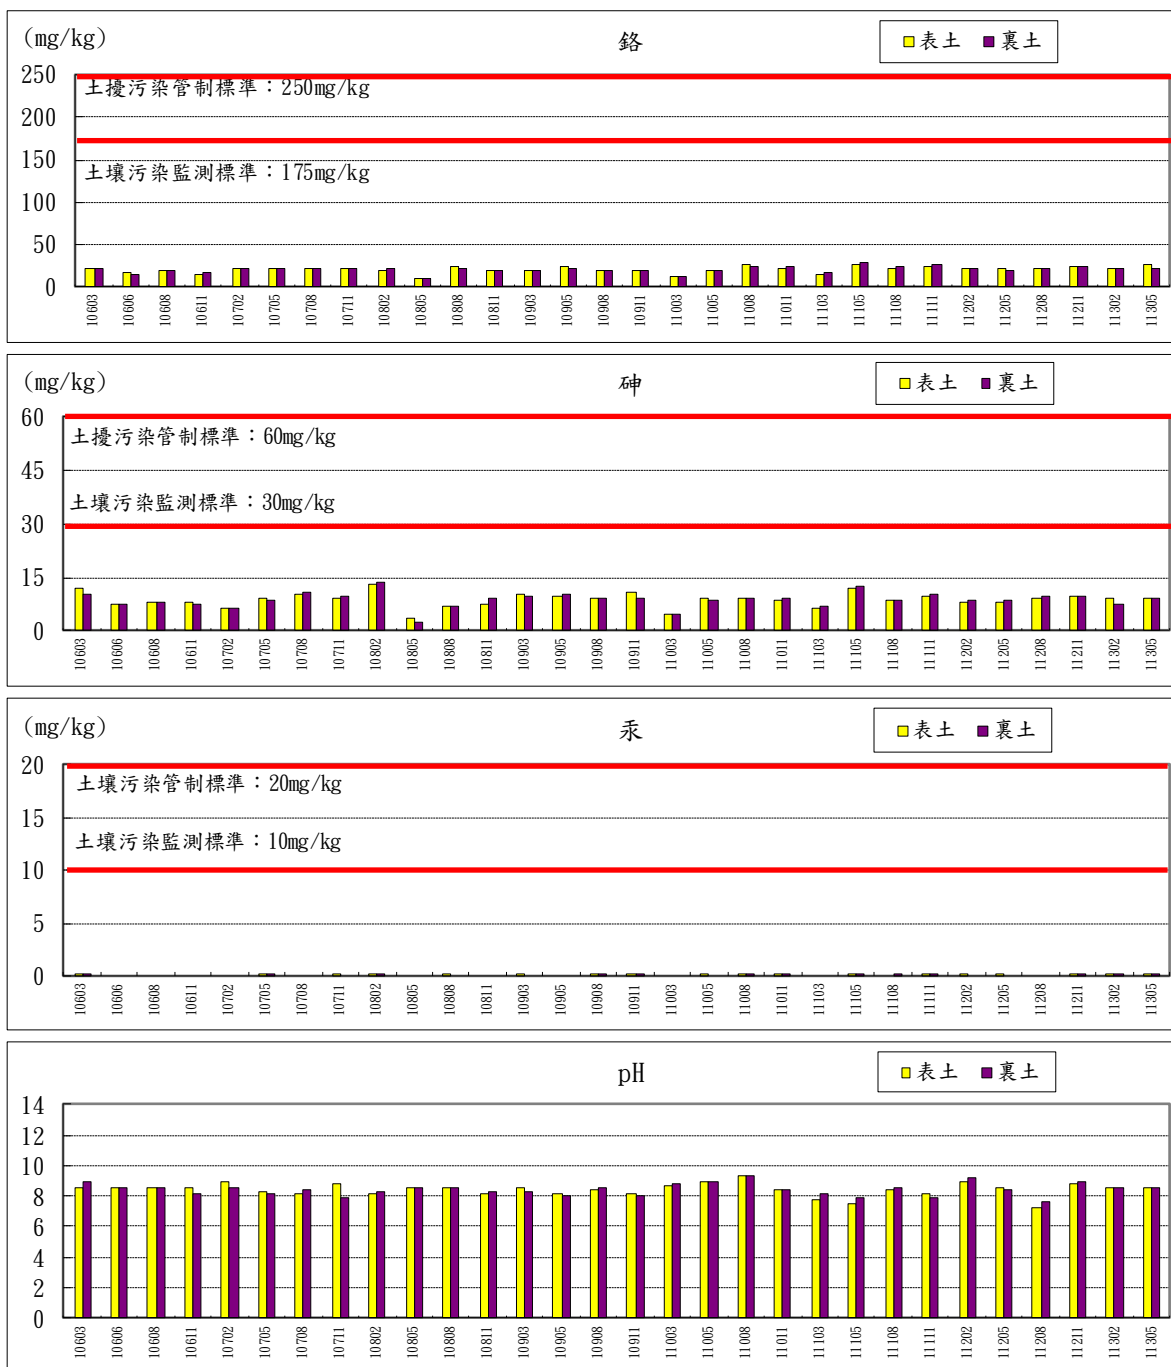 (mg/kg)
鉻
表土 裏土
250
土擾污染管制標準：250mg/kg
200
150
土壤污染監測標準：175mg/kg
100
50
0
10603 10606 10608 10611 10702 10705 10708 10711 10802 10805 10808 10811 10903 10905 10908 10911 11003 11005 11008 11011 11103 11105 11108 11111 11202 11205 11208 11211 11302 11305
(mg/kg)
砷
表土 裏土
60
土擾污染管制標準：60mg/kg
45
土壤污染監測標準：30mg/kg
30
15
0
10603 10606 10608 10611 10702 10705 10708 10711 10802 10805 10808 10811 10903 10905 10908 10911 11003 11005 11008 11011 11103 11105 11108 11111 11202 11205 11208 11211 11302 11305
(mg/kg)
汞
表土 裏土
20
土壤污染管制標準：20mg/kg
15
土壤污染監測標準：10mg/kg
10
5
0
10603 10606 10608 10611 10702 10705 10708 10711 10802 10805 10808 10811 10903 10905 10908 10911 11003 11005 11008 11011 11103 11105 11108 11111 11202 11205 11208 11211 11302 11305
pH
表土 裏土
14
12
10
8
6
4
2
0
10603 10606 10608 10611 10702 10705 10708 10711 10802 10805 10808 10811 10903 10905 10908 10911 11003 11005 11008 11011 11103 11105 11108 11111 11202 11205 11208 11211 11302 11305